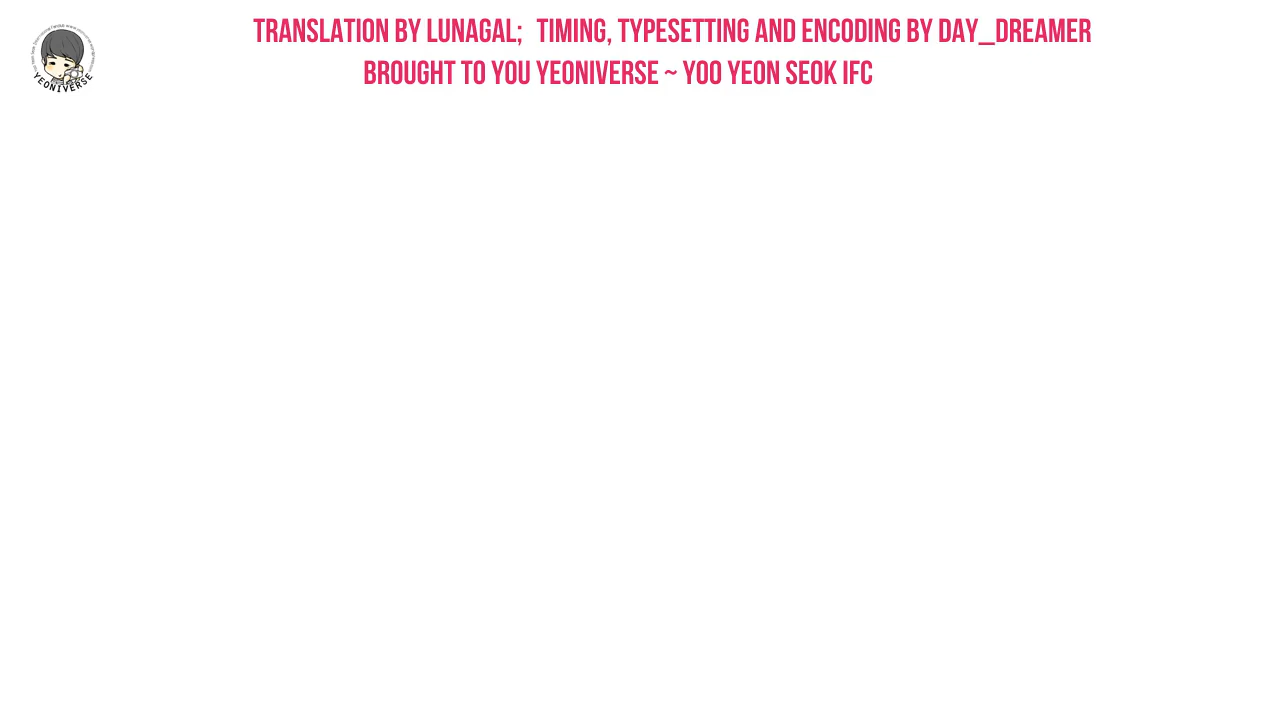 TRANSLATION BY LUNAGAL; TIMING, TYPESETTING AND ENCODING BY DAY_DREAMER
BROUGHT TO YOU YEONIVERSE ~ YOO YEON SEOK IFC
YEONIVERSE